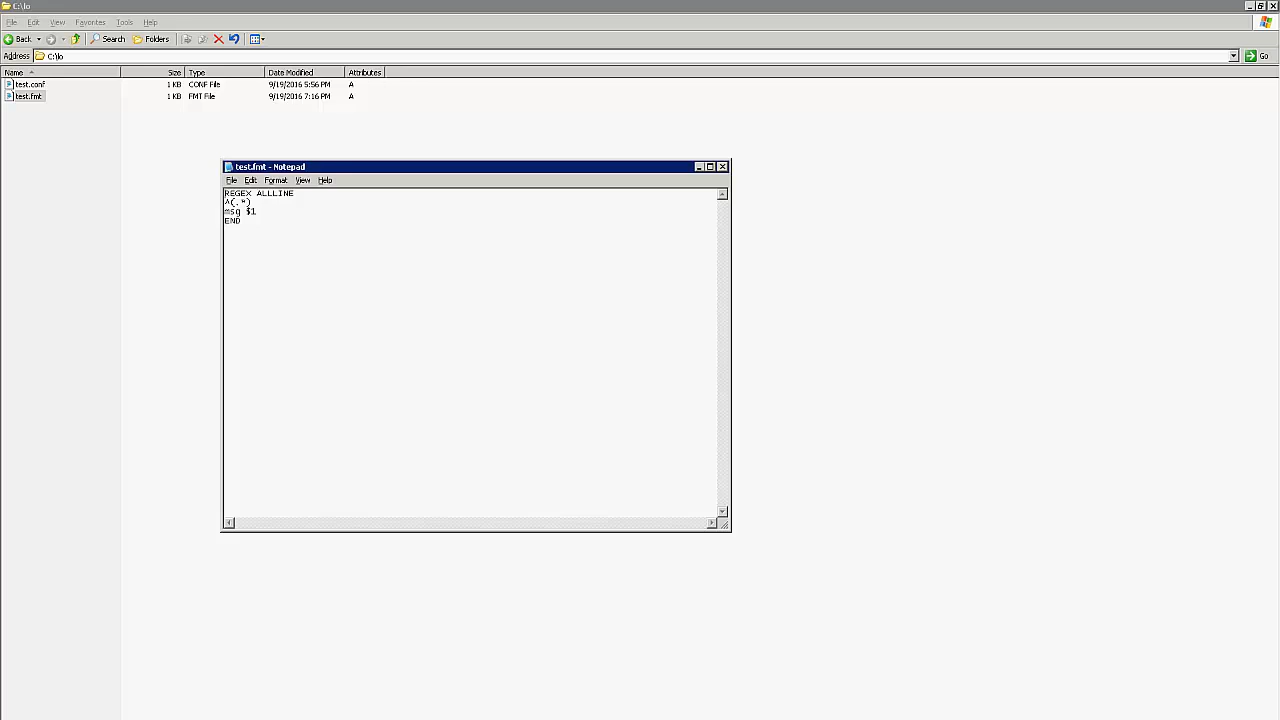 C:\lo
File Edit View Favorites Tools Help
Back Search Folders
Address C:\lo Go
Name Size Type Date Modified Attributes
test.conf 1 KB CONF File 9/19/2016 5:56 PM A
test.fmt 1 KB FMT File 9/19/2016 7:16 PM A
test.fmt - Notepad
File Edit Format View Help
REGEX ALLLINE
^(.*)
msg $1
END